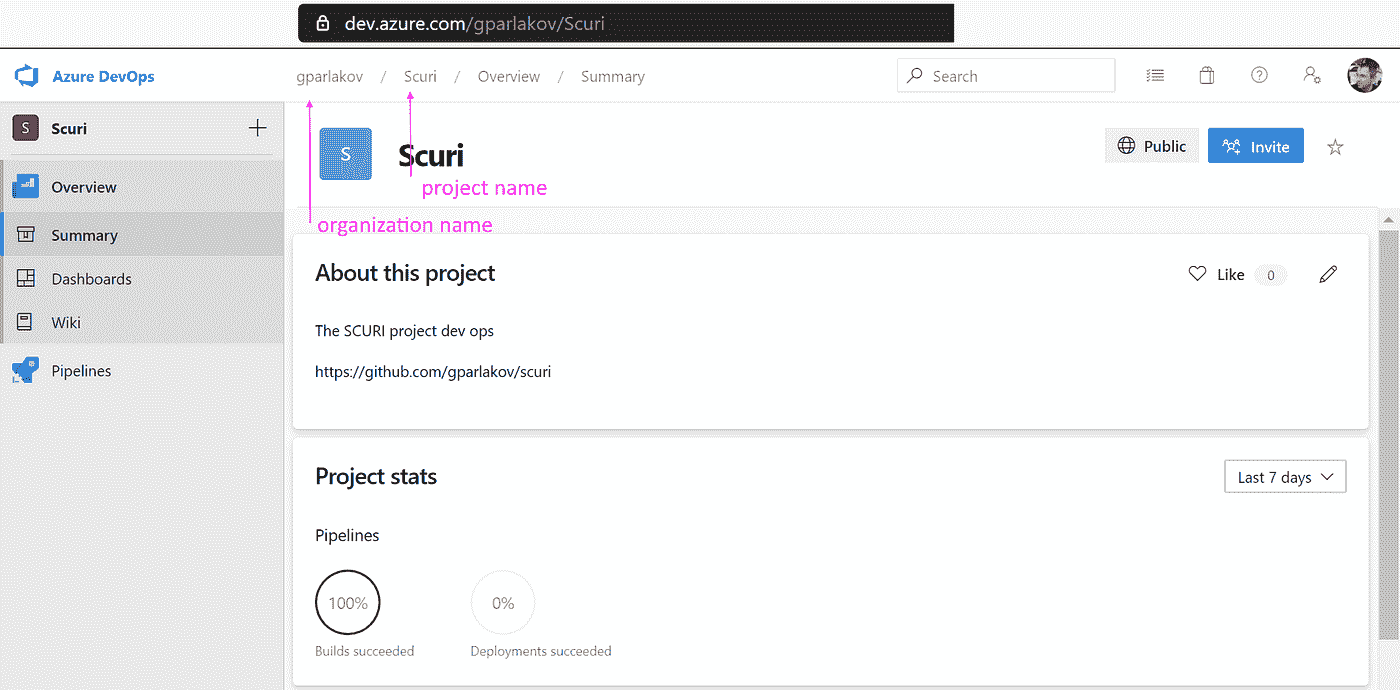 dev.azure.com/gparlakov/Scuri
Azure DevOps
gparlakov / Scuri / Overview / Summary
Search
S Scuri
S
Scuri
Public
Invite
project name
organization name
Overview
Summary
Dashboards
Wiki
Pipelines
About this project
Like 0
The SCURI project dev ops
https://github.com/gparlakov/scuri
Project stats
Last 7 days
Pipelines
100%
0%
Builds succeeded
Deployments succeeded